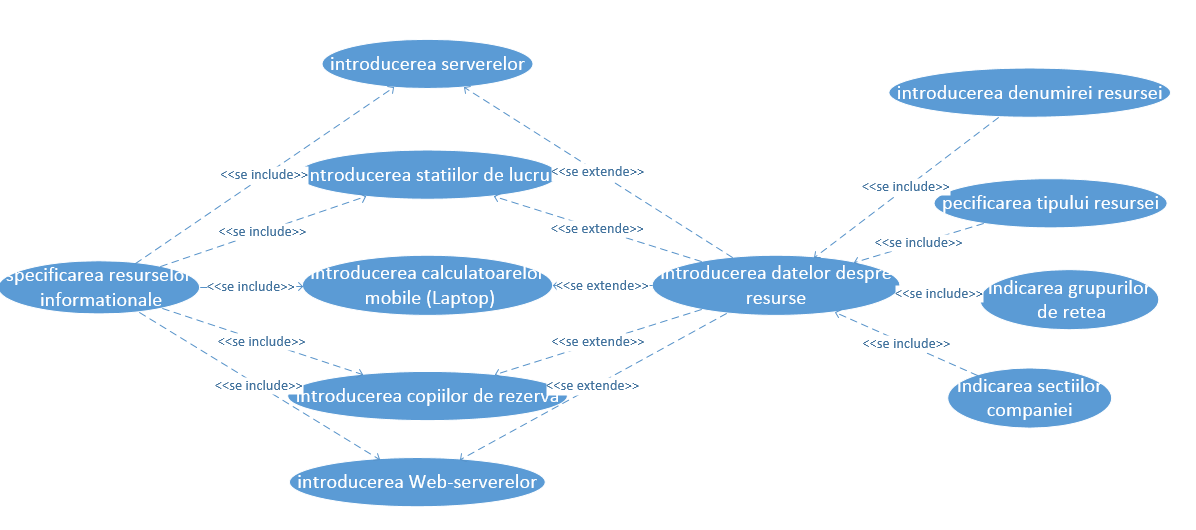 introducerea serverelor
introducerea denumirei resursei
<<se include>>
introducerea statiilor de lucru
<<se extende>>
<<se include>>
pecificarea tipului resursei
<<se include>>
<<se extende>>
<<se include>>
specificarea resurselor
informationale
<<se include>>
introducerea calculatoarelor
mobile (Laptop)
<<se extende>>
introducerea datelor despre
resurse
<<se include>>
indicarea grupurilor
de retea
<<se include>>
<<se extende>>
<<se include>>
<<se include>>
introducerea copiilor de rezerva
<<se extende>>
indicarea sectiilor
companiei
introducerea Web-serverelor